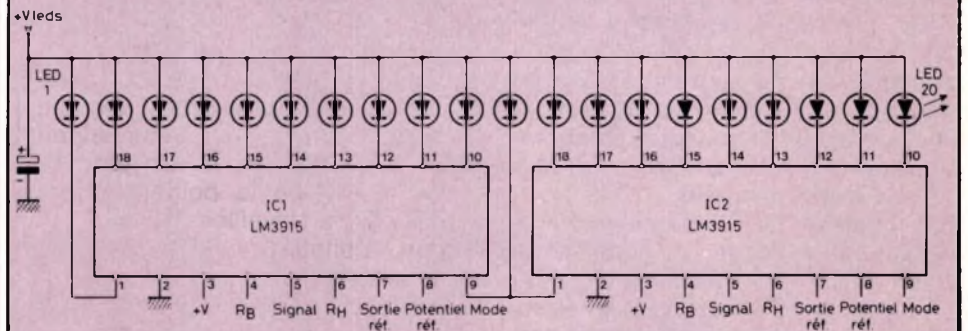 +Vleds
LED 1
LED 20
18 17 16 15 14 13 12 11 10
18 17 16 15 14 13 12 11 10
IC1
LM3915
IC2
LM3915
+
-
1 2 3 4 5 6 7 8 9
1 2 3 4 5 6 7 8 9
+V RB Signal RH Sortie réf. Potentiel réf. Mode
+V RB Signal RH Sortie réf. Potentiel réf. Mode